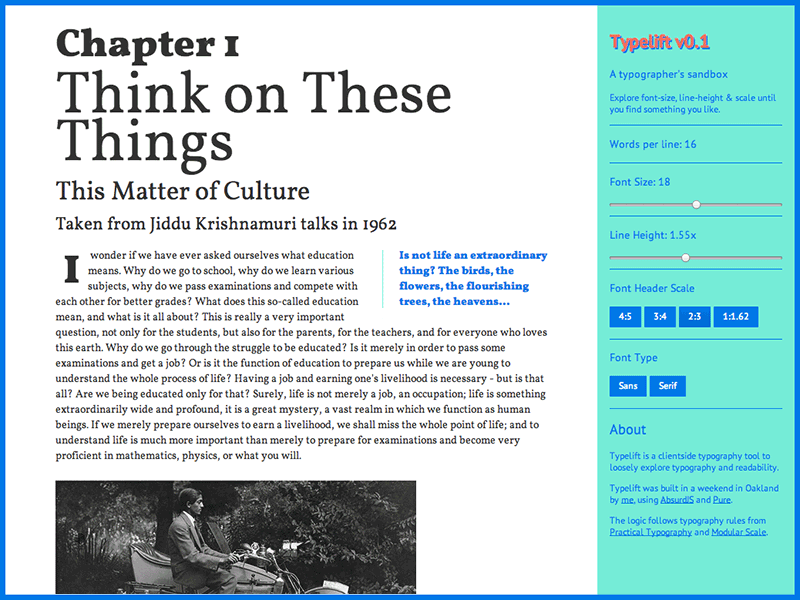 Chapter 1
Think on These
Things
This Matter of Culture
Taken from Jiddu Krishnamuri talks in 1962
I wonder if we have ever asked ourselves what education
means. Why do we go to school, why do we learn various
subjects, why do we pass examinations and compete with
each other for better grades? What does this so-called education
mean, and what is it all about? This is really a very important
question, not only for the students, but also for the parents, for the teachers, and for everyone who loves
this earth. Why do we go through the struggle to be educated? Is it merely in order to pass some
examinations and get a job? Or is it the function of education to prepare us while we are young to
understand the whole process of life? Having a job and earning one's livelihood is necessary - but is that
all? Are we being educated only for that? Surely, life is not merely a job, an occupation; life is something
extraordinarily wide and profound, it is a great mystery, a vast realm in which we function as human
beings. If we merely prepare ourselves to earn a livelihood, we shall miss the whole point of life; and to
understand life is much more important than merely to prepare for examinations and become very
proficient in mathematics, physics, or what you will.
Is not life an extraordinary
thing? The birds, the
flowers, the flourishing
trees, the heavens...
Typelift v0.1
A typographer's sandbox
Explore font-size, line-height & scale until
you find something you like.
Words per line: 16
Font Size: 18
Line Height: 1.55x
Font Header Scale
4:5 3:4 2:3 1:1.62
Font Type
Sans Serif
About
Typelift is a clientside typography tool to
loosely explore typography and readability.
Typelift was built in a weekend in Oakland
by me, using AbsurdJS and Pure.
The logic follows typography rules from
Practical Typography and Modular Scale.